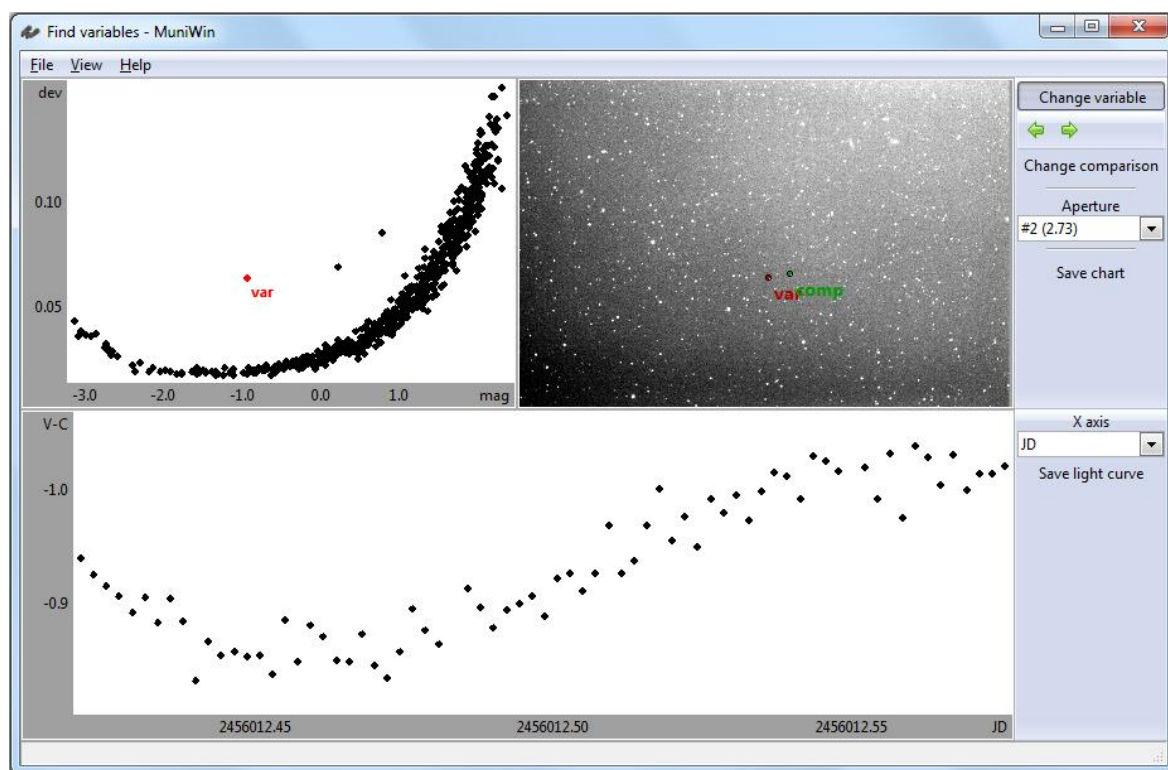 Find variables - MuniWin
File View Help
dev
0.10
0.05
var
-3.0 -2.0 -1.0 0.0 1.0 mag
var
comp
Change variable
Change comparison
Aperture
#2 (2.73)
Save chart
V-C
-1.0
-0.9
2456012.45 2456012.50 2456012.55 JD
X axis
JD
Save light curve